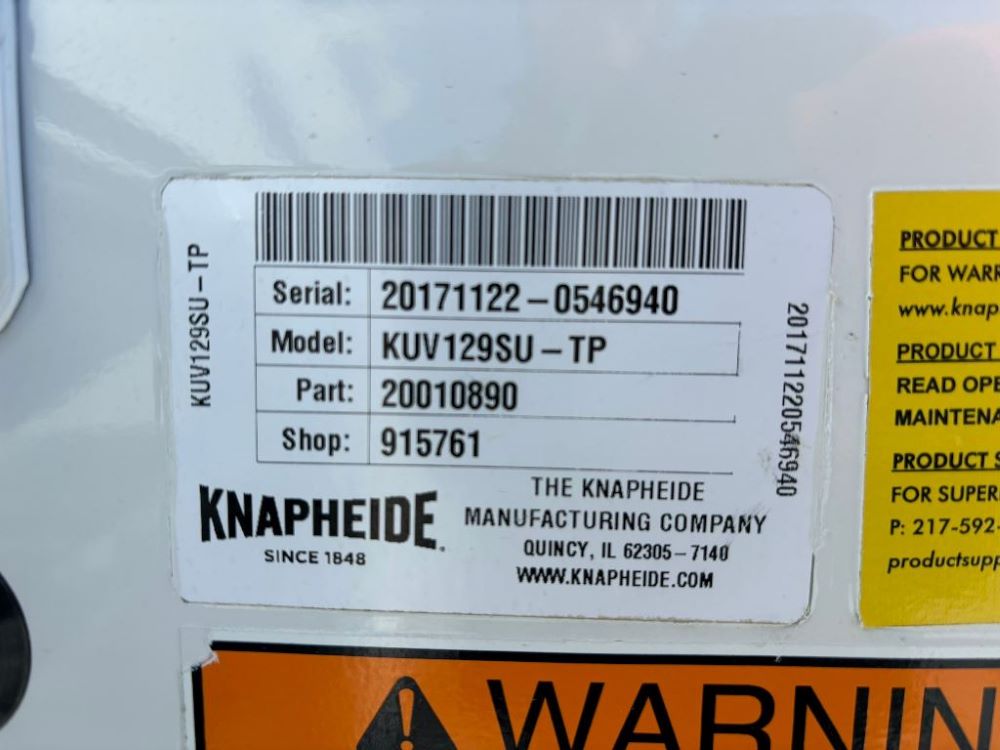 KUV129SU-TP
Serial: 20171122-0546940
Model: KUV129SU-TP
Part: 20010890
Shop: 915761
201711220546940
KNAPHEIDE
SINCE 1848
THE KNAPHEIDE
MANUFACTURING COMPANY
QUINCY, IL 62305-7140
WWW.KNAPHEIDE.COM
PRODUCT
FOR WARR
www.knap
PRODUCT
READ OPE
MAINTENA
PRODUCT S
FOR SUPER
P: 217-592-
productsupp
WARNIN